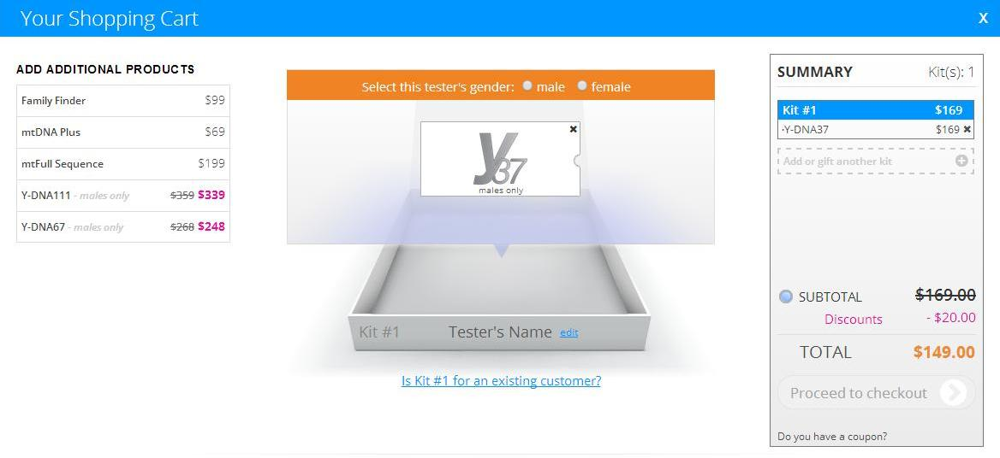 Your Shopping Cart
X
ADD ADDITIONAL PRODUCTS
Family Finder $99
mtDNA Plus $69
mtFull Sequence $199
Y-DNA111 - males only $359 $339
Y-DNA67 - males only $268 $248
Select this tester's gender: male female
y37
males only
Kit #1 Tester's Name edit
Is Kit #1 for an existing customer?
SUMMARY Kit(s): 1
Kit #1 $169
·Y-DNA37 $169
Add or gift another kit
SUBTOTAL $169.00
Discounts - $20.00
TOTAL $149.00
Proceed to checkout
Do you have a coupon?